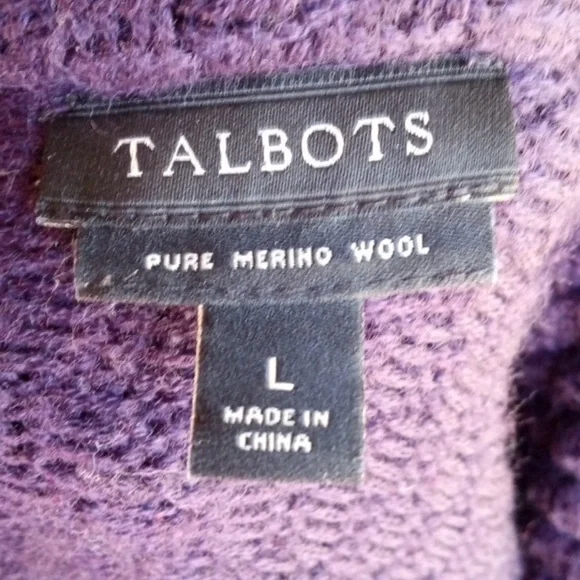 TALBOTS
PURE MERINO WOOL
L
MADE IN
CHINA